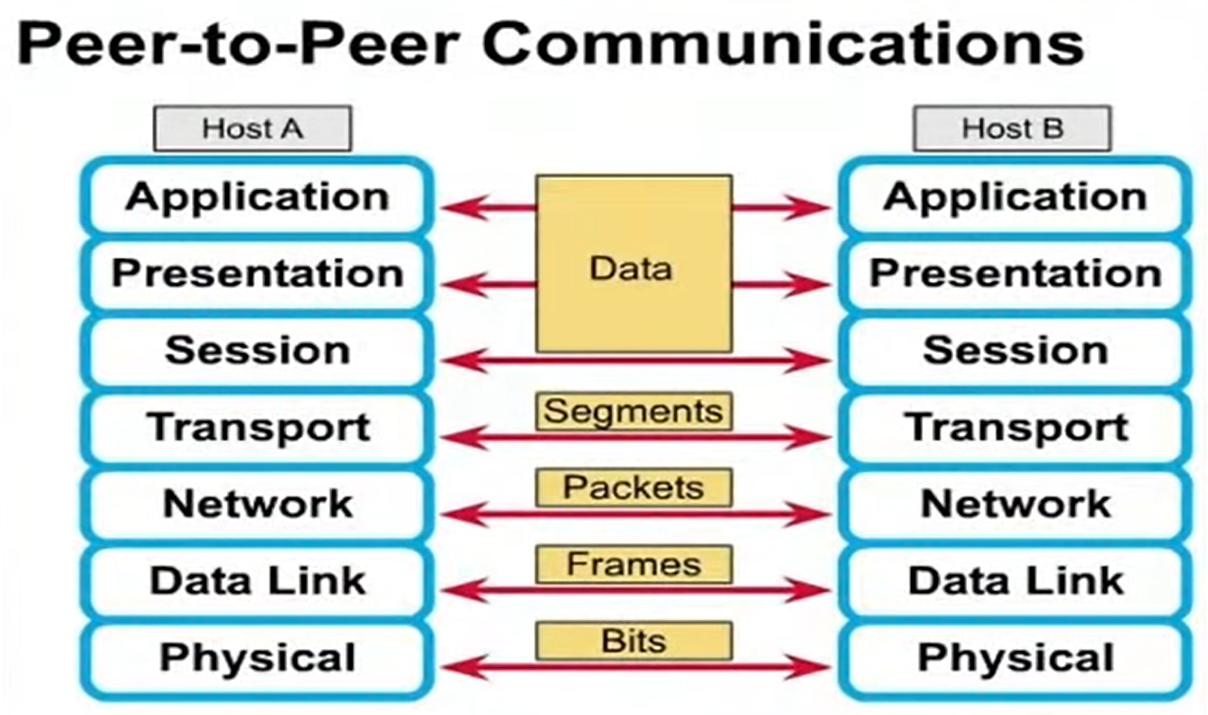 Peer-to-Peer Communications
Host A
Host B
Application
Application
Presentation
Data
Presentation
Session
Session
Transport
Segments
Transport
Network
Packets
Network
Data Link
Frames
Data Link
Physical
Bits
Physical